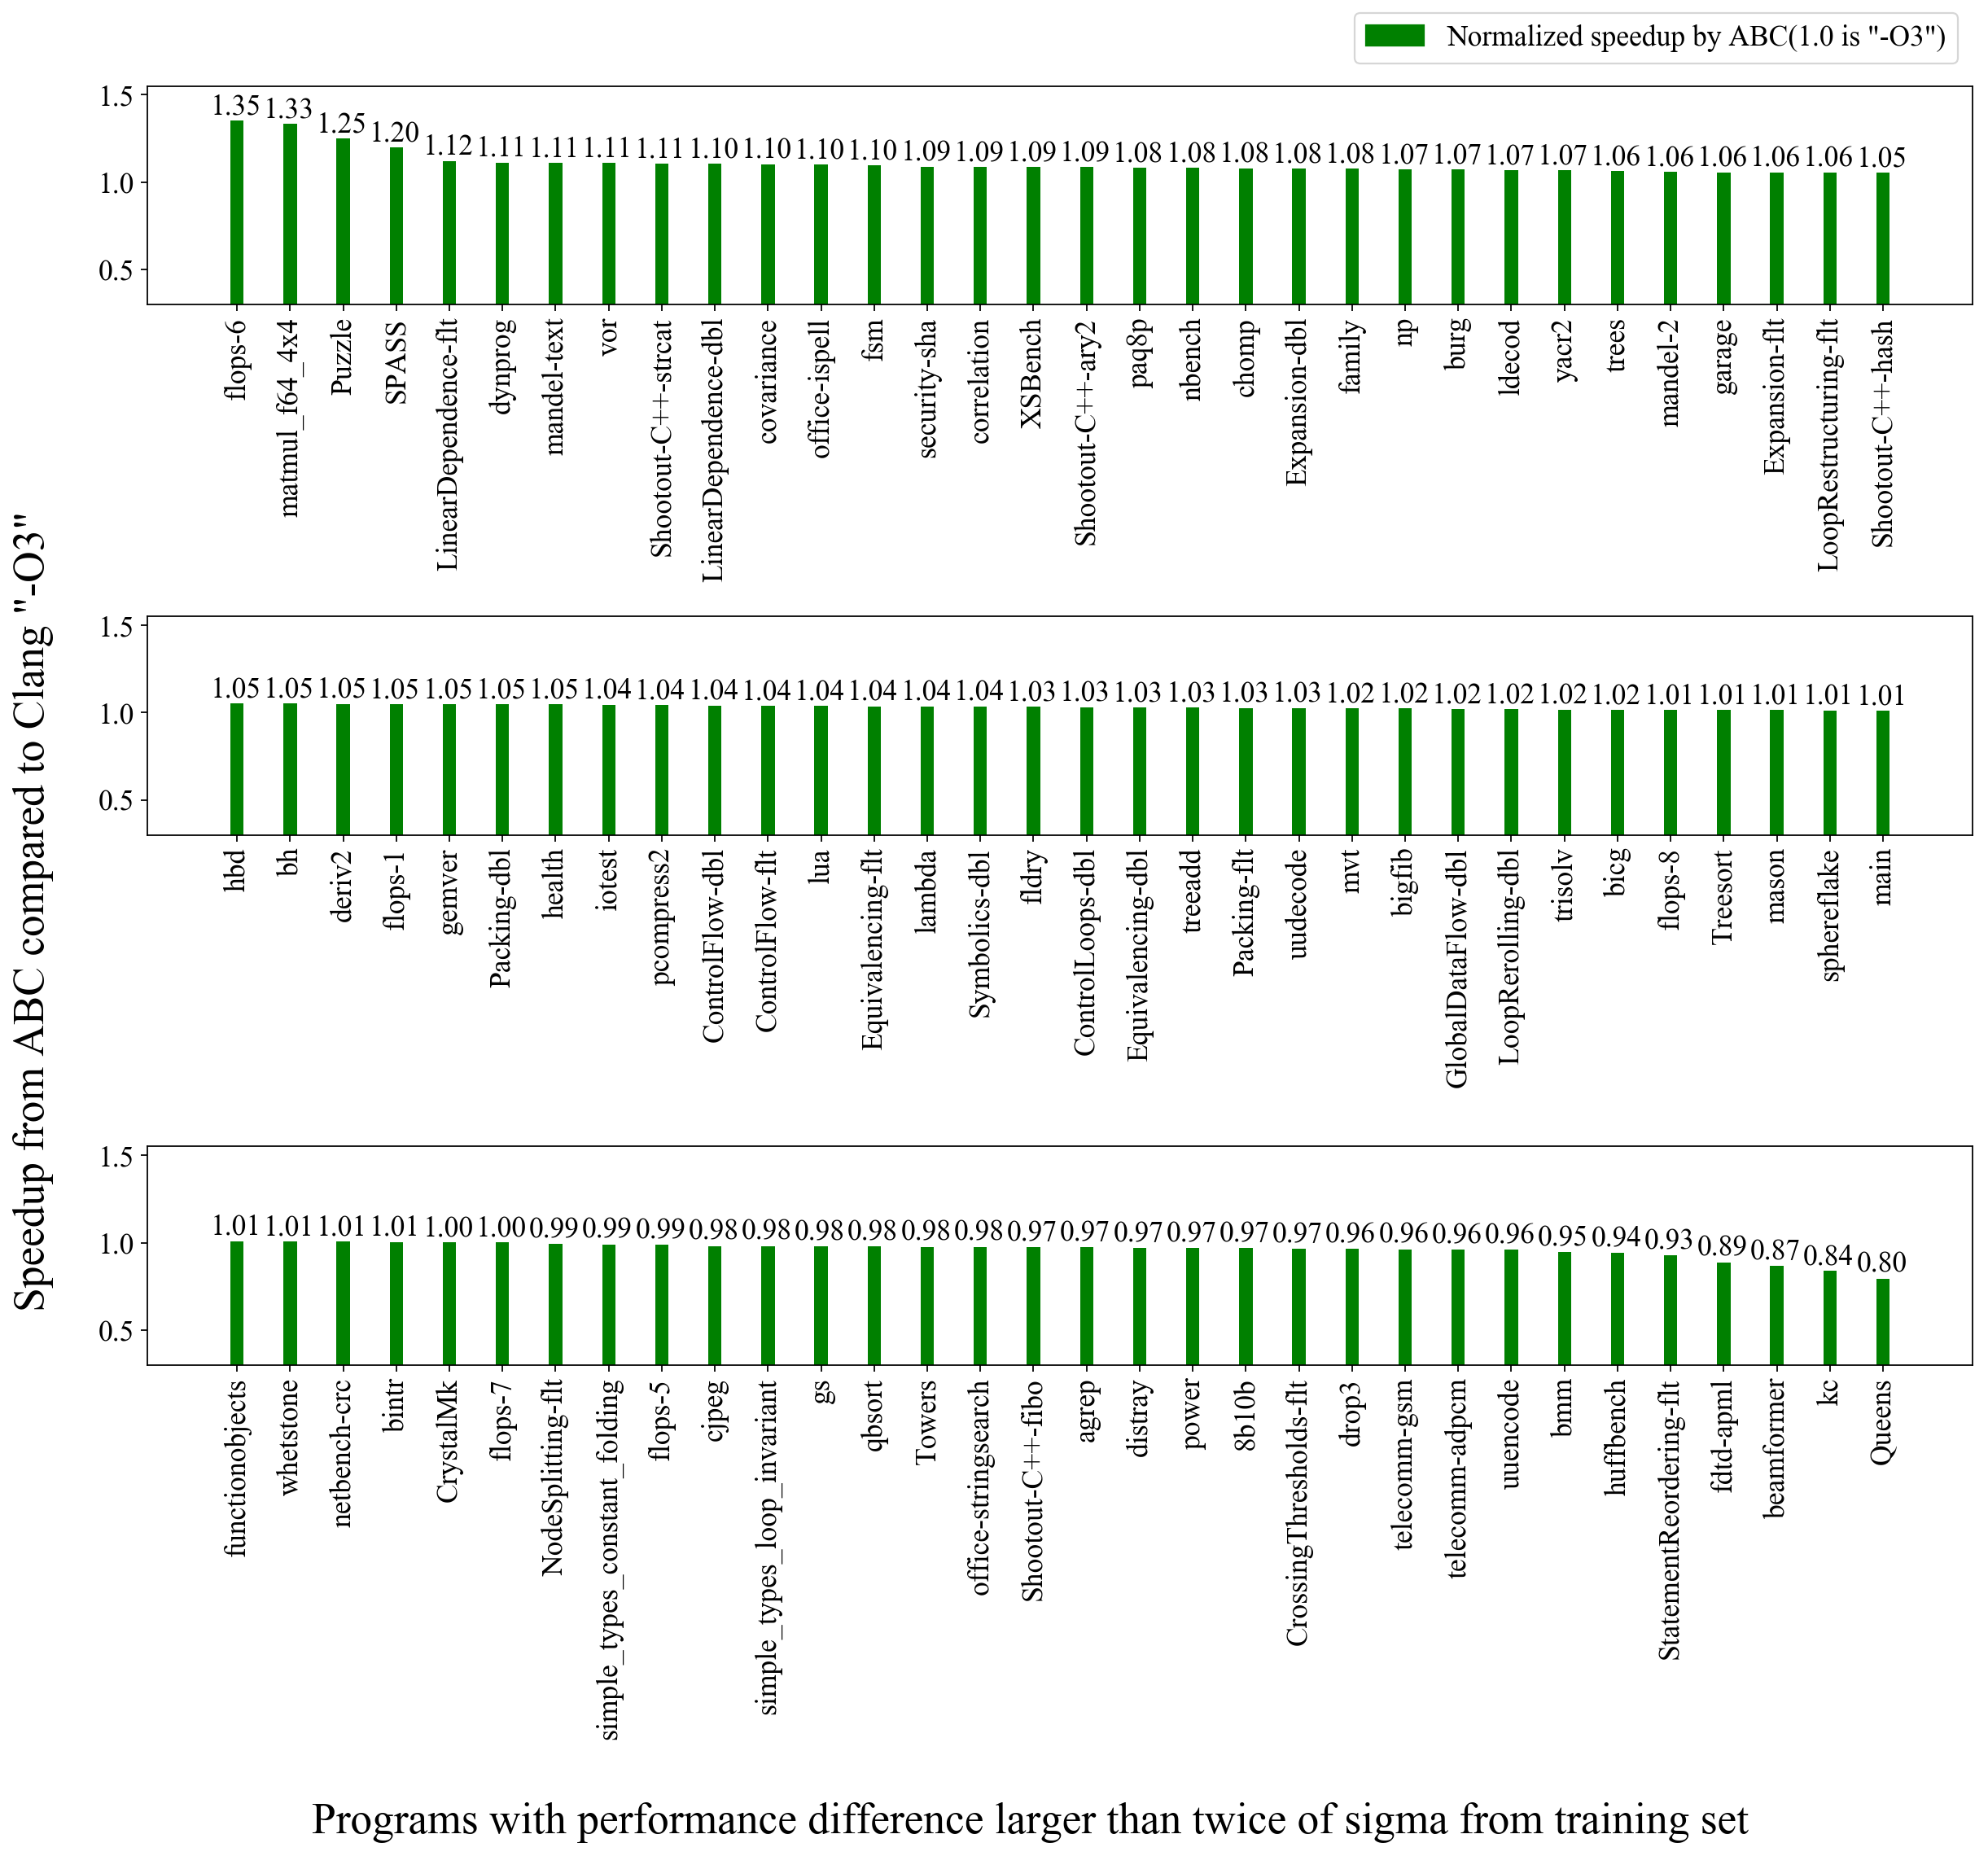 Normalized speedup by ABC(1.0 is "-O3")
Speedup from ABC compared to Clang "-O3"
1.5
1.0
0.5
1.35 1.33 1.25 1.20 1.12 1.11 1.11 1.11 1.11 1.10 1.10 1.10 1.10 1.09 1.09 1.09 1.09 1.08 1.08 1.08 1.08 1.08 1.07 1.07 1.07 1.07 1.06 1.06 1.06 1.06 1.06 1.05
flops-6
matmul_f64_4x4
Puzzle
SPASS
LinearDependence-flt
dynprog
mandel-text
vor
Shootout-C++-strcat
LinearDependence-dbl
covariance
office-ispell
fsm
security-sha
correlation
XSBench
Shootout-C++-ary2
paq8p
nbench
chomp
Expansion-dbl
family
np
burg
ldecod
yacr2
trees
mandel-2
garage
Expansion-flt
LoopRestructuring-flt
Shootout-C++-hash
1.5
1.0
0.5
1.05 1.05 1.05 1.05 1.05 1.05 1.05 1.04 1.04 1.04 1.04 1.04 1.04 1.04 1.04 1.03 1.03 1.03 1.03 1.03 1.03 1.02 1.02 1.02 1.02 1.02 1.02 1.01 1.01 1.01 1.01 1.01
hbd
bh
deriv2
flops-1
gemver
Packing-dbl
health
iotest
pcompress2
ControlFlow-dbl
ControlFlow-flt
lua
Equivalencing-flt
lambda
Symbolics-dbl
fldry
ControlLoops-dbl
Equivalencing-dbl
treeadd
Packing-flt
uudecode
mvt
bigfib
GlobalDataFlow-dbl
LoopRerolling-dbl
trisolv
bicg
flops-8
Treesort
mason
sphereflake
main
1.5
1.0
0.5
1.01 1.01 1.01 1.01 1.00 1.00 0.99 0.99 0.99 0.98 0.98 0.98 0.98 0.98 0.98 0.97 0.97 0.97 0.97 0.97 0.97 0.96 0.96 0.96 0.96 0.95 0.94 0.93 0.89 0.87 0.84 0.80
functionobjects
whetstone
netbench-crc
bintr
CrystalMk
flops-7
NodeSplitting-flt
simple_types_constant_folding
flops-5
cjpeg
simple_types_loop_invariant
gs
qbsort
Towers
office-stringsearch
Shootout-C++-fibo
agrep
distray
power
8b10b
CrossingThresholds-flt
drop3
telecomm-gsm
telecomm-adpcm
uuencode
bmm
huffbench
StatementReordering-flt
fdtd-apml
beamformer
kc
Queens
Programs with performance difference larger than twice of sigma from training set